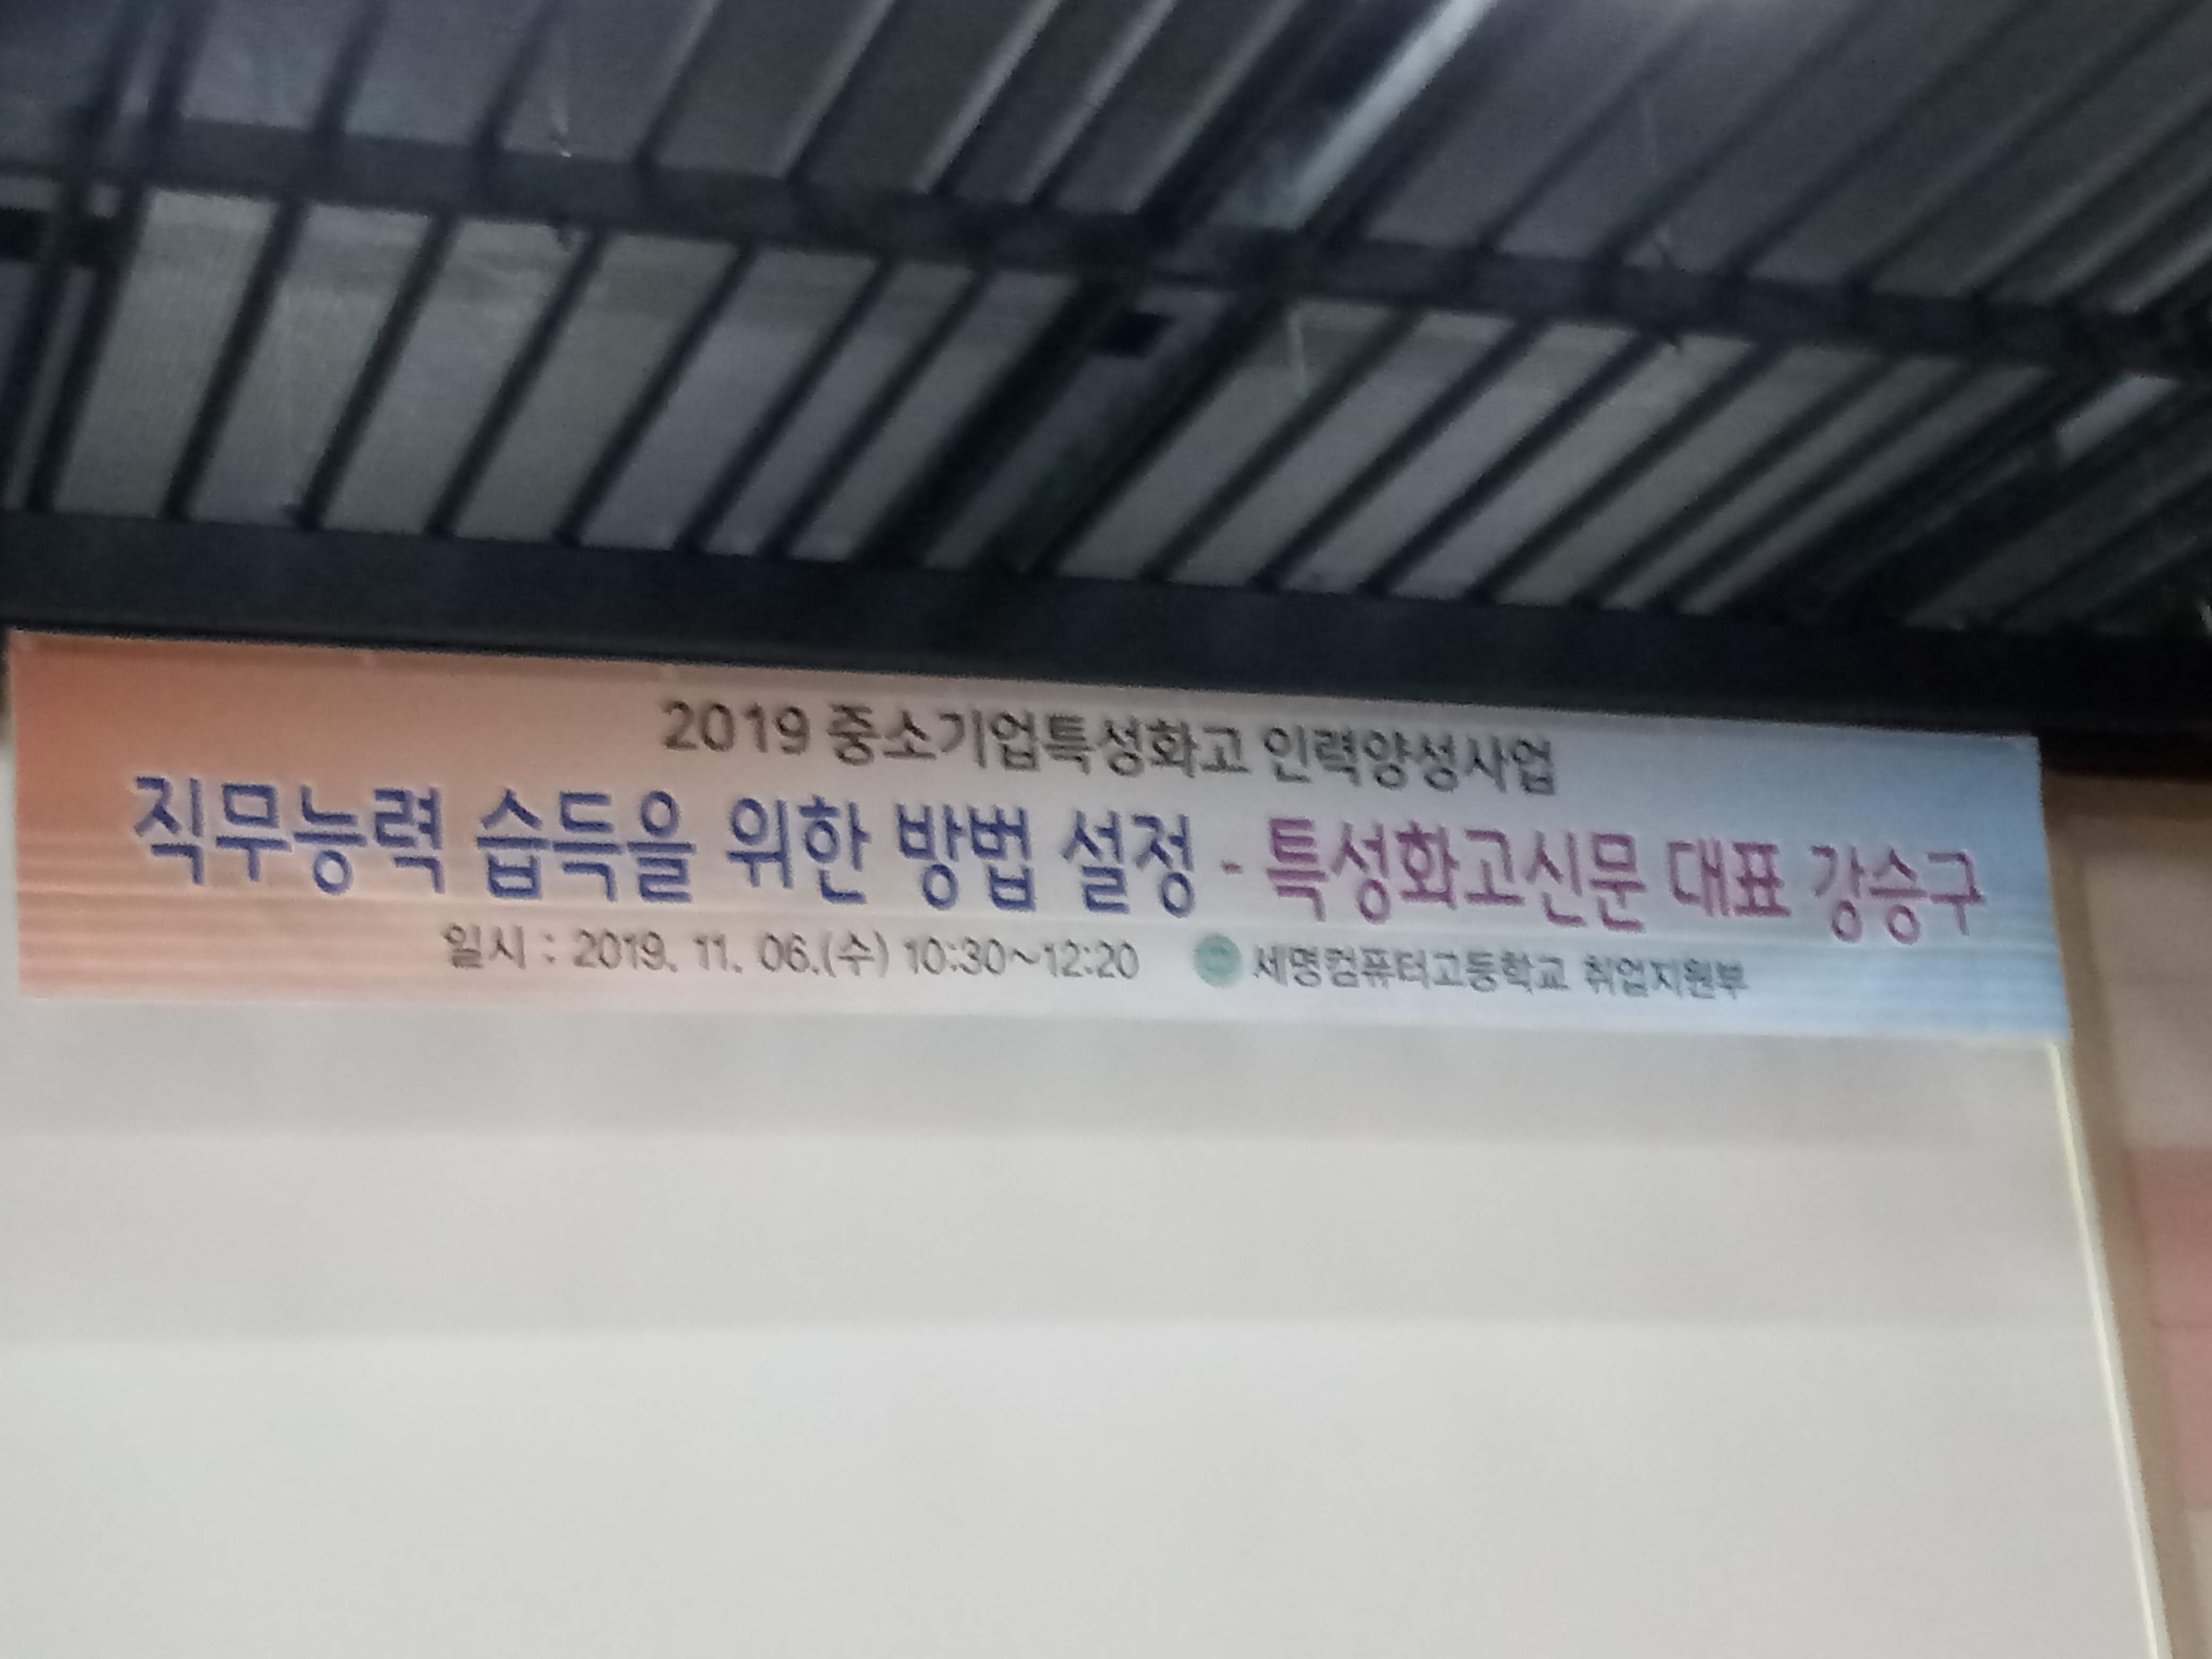 2019 중소기업특성화고 인력양성사업
직무능력 습득을 위한 방법 설정 - 특성화고신문 대표 강승구
일시 : 2019. 11. 06.(수) 10:30~12:20 세명컴퓨터고등학교 취업지원부